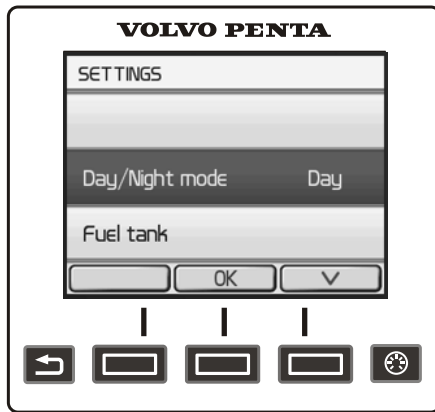 VOLVO PENTA
SETTINGS
Day/Night mode Day
Fuel tank
OK